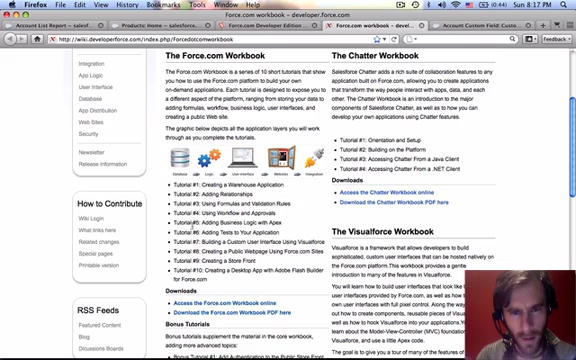 Firefox File Edit View History Bookmarks Tools Window Help
(0:44) Sun 8:17 PM
Force.com workbook - developer.force.com
Account List Report ~ salesfo...
Products: Home ~ salesforce...
Force.com Developer Edition ...
Force.com workbook - devel...
Account Custom Field: Custo...
http://wiki.developerforce.com/index.php/Forcedotcomworkbook
Google
Most Visited
Feedback
Integration
App Logic
User Interface
Database
App Distribution
Web Sites
Security
Newsletter
Release Information
How to Contribute
Wiki Login
What links here
Related changes
Special pages
Printable version
RSS Feeds
Featured Content
Blog
Discussions Boards
The Force.com Workbook
The Force.com Workbook is a series of 10 short tutorials that show
you how to use the Force.com platform to build your own
on-demand applications. Each tutorial is designed to expose you to
a different aspect of the platform, ranging from storing your data to
adding formulas, workflow, business logic, user interfaces, and
creating a public Web site.
The graphic below depicts all the application layers you will work
through as you complete the tutorials.
Database Logic User Interface Websites Integration
Tutorial #1: Creating a Warehouse Application
Tutorial #2: Adding Relationships
Tutorial #3: Using Formulas and Validation Rules
Tutorial #4: Using Workflow and Approvals
Tutorial #5: Adding Business Logic with Apex
Tutorial #6: Adding Tests to Your Application
Tutorial #7: Building a Custom User Interface Using Visualforce
Tutorial #8: Creating a Public Webpage Using Force.com Sites
Tutorial #9: Creating a Store Front
Tutorial #10: Creating a Desktop App with Adobe Flash Builder
for Force.com
Downloads
Access the Force.com Workbook online
Download the Force.com Workbook PDF here
Bonus Tutorials
Bonus tutorials supplement the material in the core workbook,
adding more advanced topics:
Bonus Tutorial #1: Add Authentication to the Public Store Front
The Chatter Workbook
Salesforce Chatter adds a rich suite of collaboration features to any
application built on Force.com, allowing you to create applications
that transform the way people interact with apps, data, and each
other. The Chatter Workbook is an introduction to the major
components of Salesforce Chatter, as well as to how you can
develop your own applications using Chatter features.
Tutorial #1: Orientation and Setup
Tutorial #2: Building on the Platform
Tutorial #3: Accessing Chatter From a Java Client
Tutorial #4: Accessing Chatter From a .NET Client
Downloads
Access the Chatter Workbook online
Download the Chatter Workbook PDF here
The Visualforce Workbook
Visualforce is a framework that allows developers to build
sophisticated, custom user interfaces that can be hosted natively
on the Force.com platform. This workbook provides a gentle
introduction to many of the elements in Visualforce.
You will learn how to build user interfaces that look like
user interfaces provided by Force.com, as well as
layout with full pixel control. Along the way
out how to create components, reusable pieces of Visualforce
as well as how to hook Visualforce into your applications.
learn about the Model-View-Controller (MVC) foundation
Visualforce, and use a little Apex code.
The goal is to give you a tour of many of the features